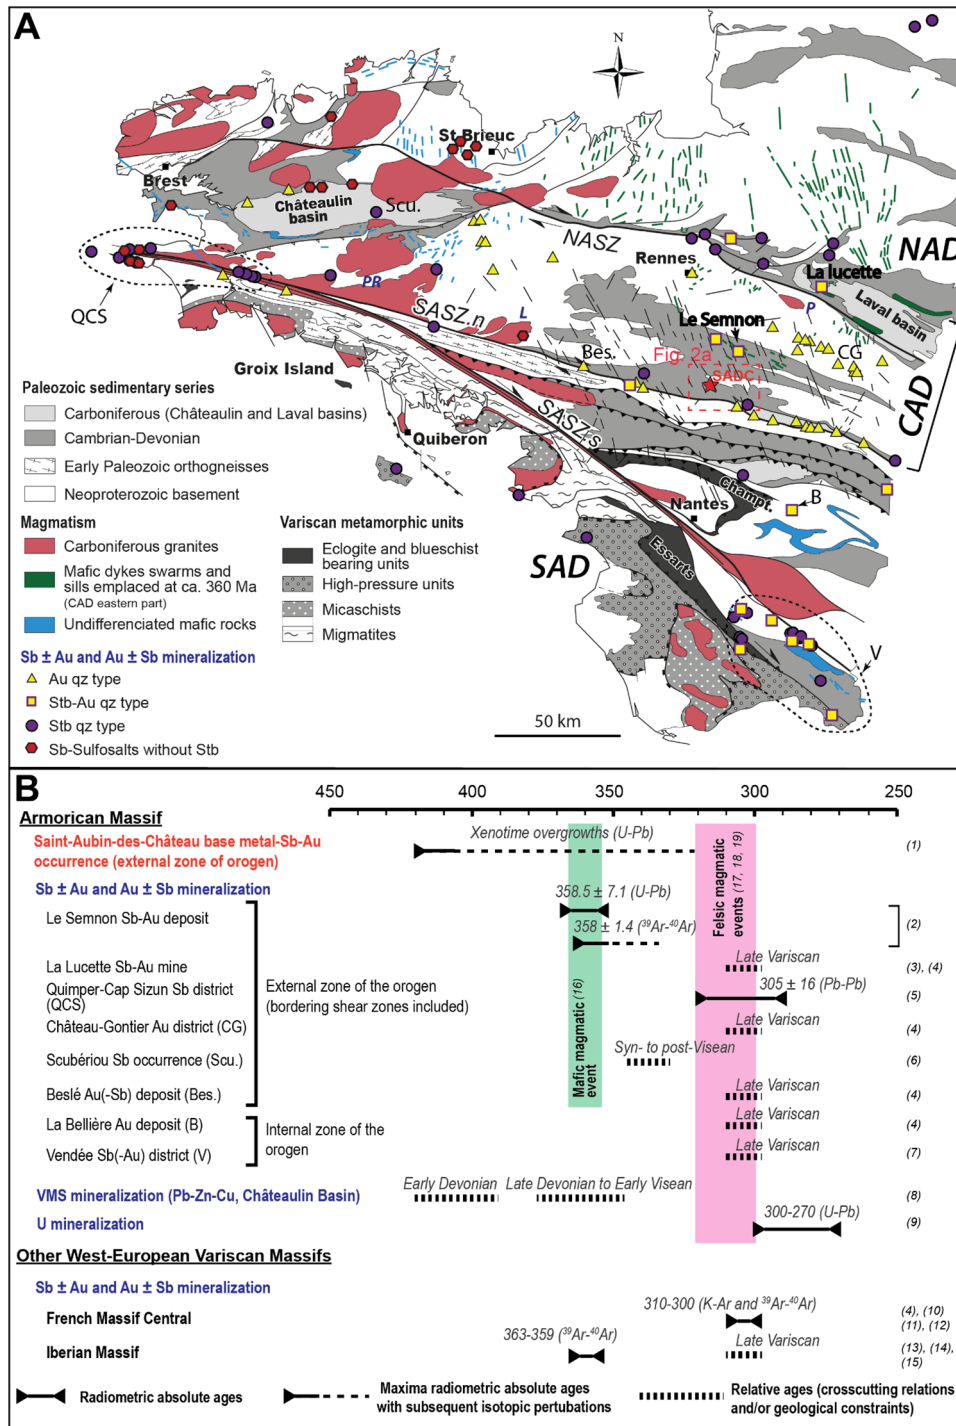 A
N
St Brieuc
Brest
Châteaulin
basin
Scu.
NASZ
NAD
Rennes
La lucette
QCS
PR
SASZ.n
L
P
Laval basin
Le Semnon
Bes.
Fig. 2a
CG
SADC
Groix Island
CAD
Paleozoic sedimentary series
Carboniferous (Châteaulin and Laval basins)
Cambrian-Devonian
Early Paleozoic orthogneisses
Neoproterozoic basement
Quiberon
SASZ.s
Champt.
Nantes
B
Magmatism
Carboniferous granites
Mafic dykes swarms and
sills emplaced at ca. 360 Ma
(CAD eastern part)
Undifferenciated mafic rocks
Variscan metamorphic units
Eclogite and blueschist
bearing units
High-pressure units
Micaschists
Migmatites
SAD
Essarts
V
Sb ± Au and Au ± Sb mineralization
Au qz type
Stb-Au qz type
Stb qz type
Sb-Sulfosalts without Stb
50 km
B
450 400 350 300 250
Armorican Massif
Saint-Aubin-des-Château base metal-Sb-Au
occurrence (external zone of orogen)
Xenotime overgrowths (U-Pb)
(1)
Felsic magmatic
events (17, 18, 19)
Sb ± Au and Au ± Sb mineralization
358.5 ± 7.1 (U-Pb)
Le Semnon Sb-Au deposit
358 ± 1.4 (³⁹Ar-⁴⁰Ar)
(2)
La Lucette Sb-Au mine
Late Variscan
(3), (4)
Quimper-Cap Sizun Sb district
(QCS)
External zone of the orogen
(bordering shear zones included)
305 ± 16 (Pb-Pb)
(5)
Mafic magmatic (16)
event
Château-Gontier Au district (CG)
Late Variscan
(4)
Scubériou Sb occurrence (Scu.)
Syn- to post-Visean
(6)
Beslé Au(-Sb) deposit (Bes.)
Late Variscan
(4)
La Bellière Au deposit (B)
Late Variscan
(4)
Internal zone of the
orogen
Vendée Sb(-Au) district (V)
Late Variscan
(7)
VMS mineralization (Pb-Zn-Cu, Châteaulin Basin)
Early Devonian
Late Devonian to Early Visean
(8)
U mineralization
300-270 (U-Pb)
(9)
Other West-European Variscan Massifs
Sb ± Au and Au ± Sb mineralization
French Massif Central
310-300 (K-Ar and ³⁹Ar-⁴⁰Ar)
(4), (10)
(11), (12)
Iberian Massif
363-359 (³⁹Ar-⁴⁰Ar)
Late Variscan
(13), (14),
(15)
Radiometric absolute ages
Maxima radiometric absolute ages
with subsequent isotopic pertubations
Relative ages (crosscutting relations
and/or geological constraints)